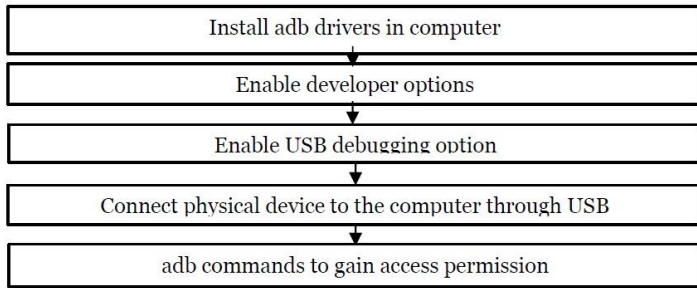 Install adb drivers in computer
Enable developer options
Enable USB debugging option
Connect physical device to the computer through USB
adb commands to gain access permission